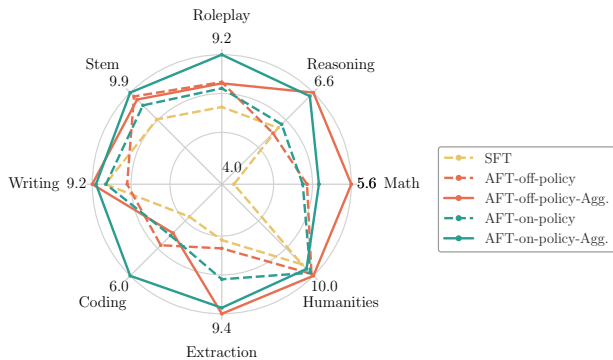 Roleplay
9.2
Stem
Reasoning
9.9
6.6
4.0
Writing 9.2
5.6 Math
6.0
10.0
Coding
Humanities
9.4
Extraction
SFT
AFT-off-policy
AFT-off-policy-Agg.
AFT-on-policy
AFT-on-policy-Agg.